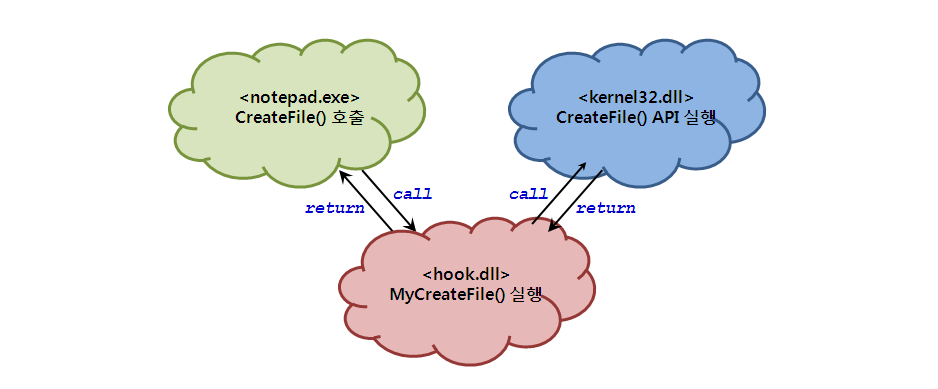 <notepad.exe>
CreateFile() 호출
<kernel32.dll>
CreateFile() API 실행
call
return
call
return
<hook.dll>
MyCreateFile() 실행